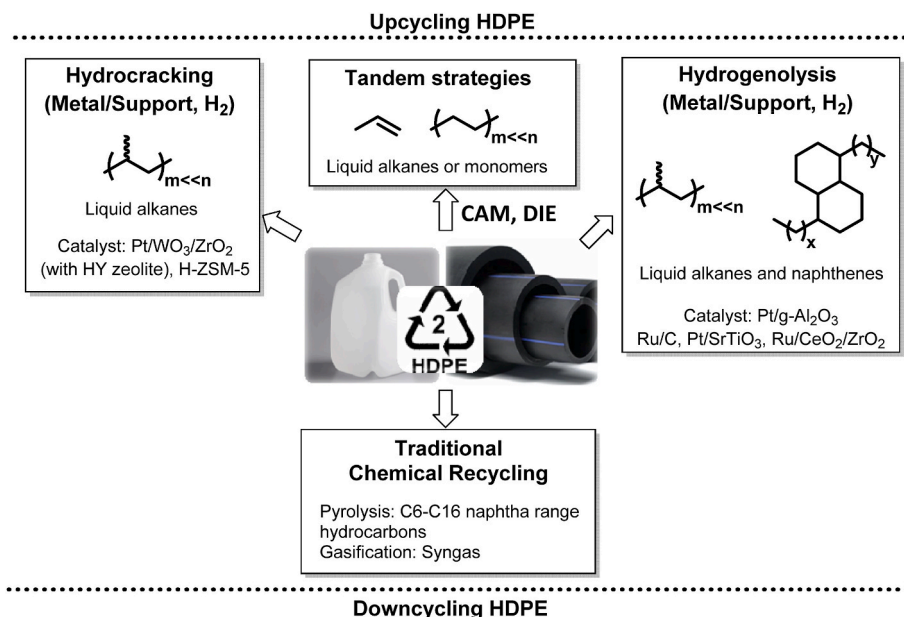 Upcycling HDPE
Hydrocracking
(Metal/Support, H₂)
m<<n
Liquid alkanes
Catalyst: Pt/WO₃/ZrO₂
(with HY zeolite), H-ZSM-5
Tandem strategies
m<<n
Liquid alkanes or monomers
CAM, DIE
Hydrogenolysis
(Metal/Support, H₂)
m<<n
y
x
Liquid alkanes and naphthenes
Catalyst: Pt/g-Al₂O₃
Ru/C, Pt/SrTiO₃, Ru/CeO₂/ZrO₂
2
HDPE
Traditional
Chemical Recycling
Pyrolysis: C6-C16 naphtha range
hydrocarbons
Gasification: Syngas
Downcycling HDPE